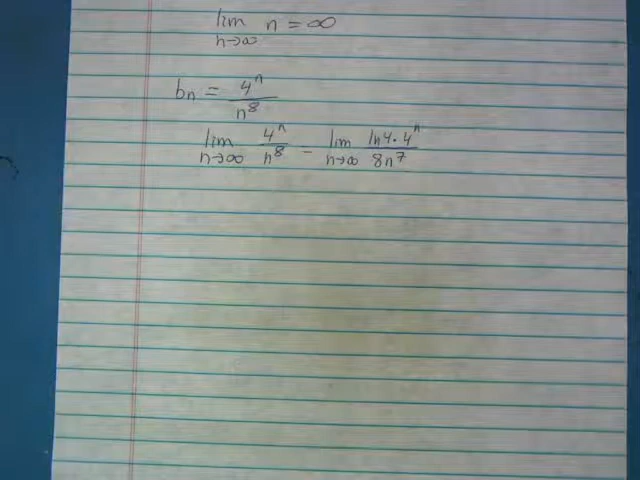 lim n→∞ n = ∞
bn = 4^n / n^8
lim n→∞ 4^n / n^8 = lim n→∞ ln4·4^n / 8n^7